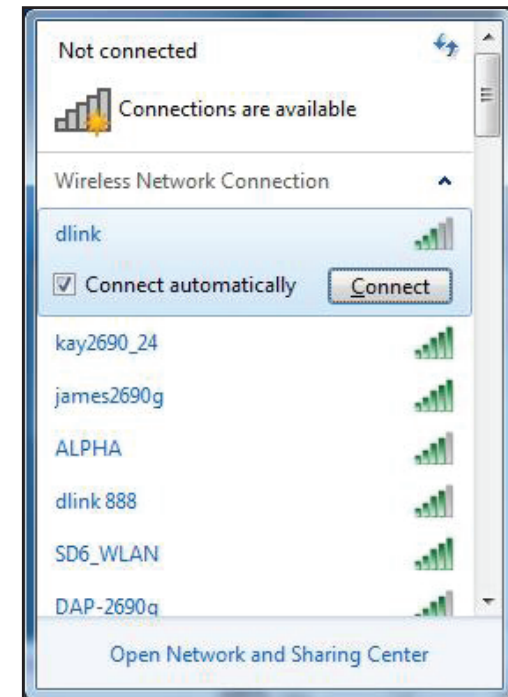 Not connected
Connections are available
Wireless Network Connection
dlink
Connect automatically Connect
kay2690_24
james2690g
ALPHA
dlink 888
SD6_WLAN
DAP-2690g
Open Network and Sharing Center